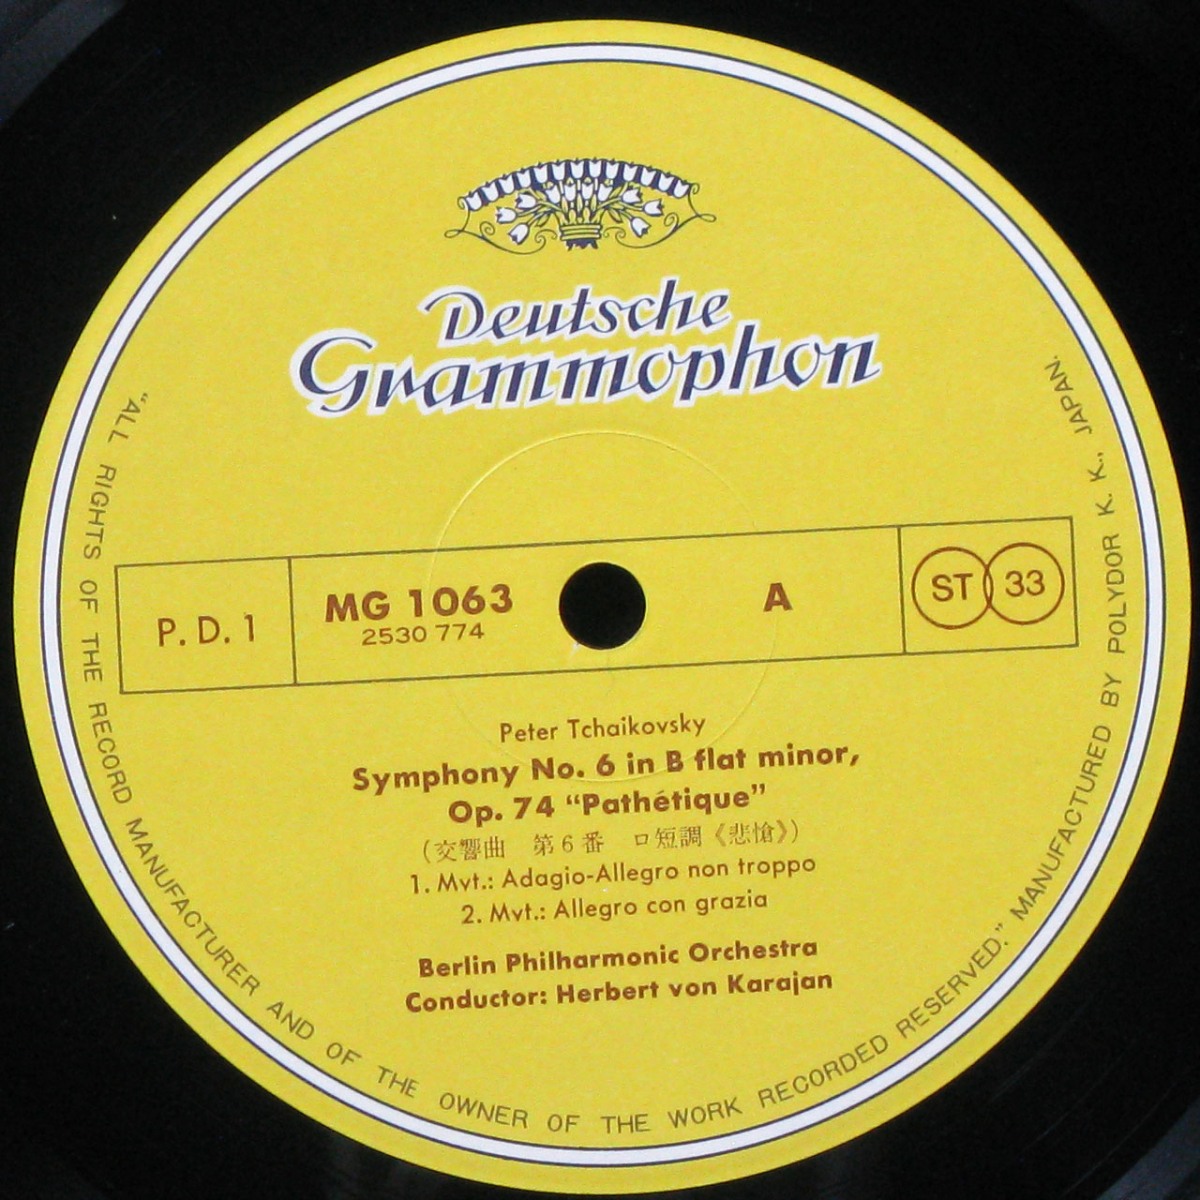 Deutsche
Grammophon
P. D. 1
MG 1063
2530 774
A
ST 33
Peter Tchaikovsky
Symphony No. 6 in B flat minor,
Op. 74 “Pathétique”
(交響曲 第6番 ロ短調《悲愴》)
1. Mvt.: Adagio-Allegro non troppo
2. Mvt.: Allegro con grazia
Berlin Philharmonic Orchestra
Conductor: Herbert von Karajan
“ALL RIGHTS OF THE RECORD MANUFACTURER AND OF THE OWNER OF THE WORK RECORDED RESERVED.” MANUFACTURED BY POLYDOR K. K., JAPAN.